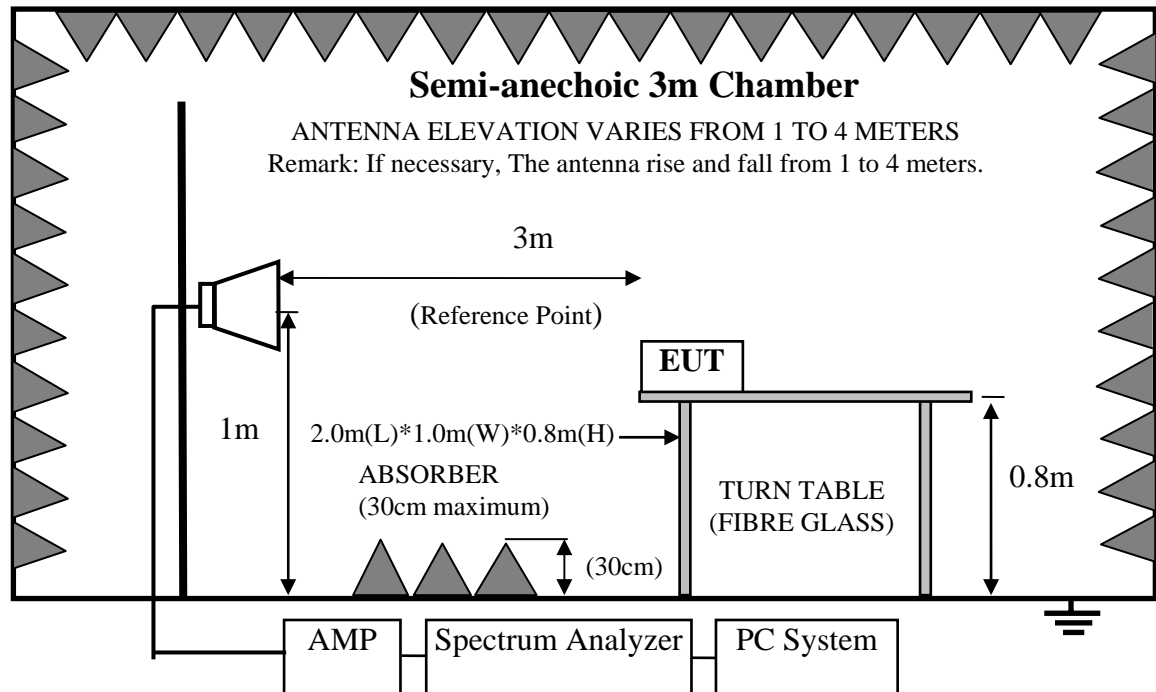 Semi-anechoic 3m Chamber
ANTENNA ELEVATION VARIES FROM 1 TO 4 METERS
Remark: If necessary, The antenna rise and fall from 1 to 4 meters.
3m
(Reference Point)
EUT
1m
2.0m(L)*1.0m(W)*0.8m(H)
ABSORBER
(30cm maximum)
TURN TABLE
(FIBRE GLASS)
0.8m
(30cm)
AMP
Spectrum Analyzer
PC System